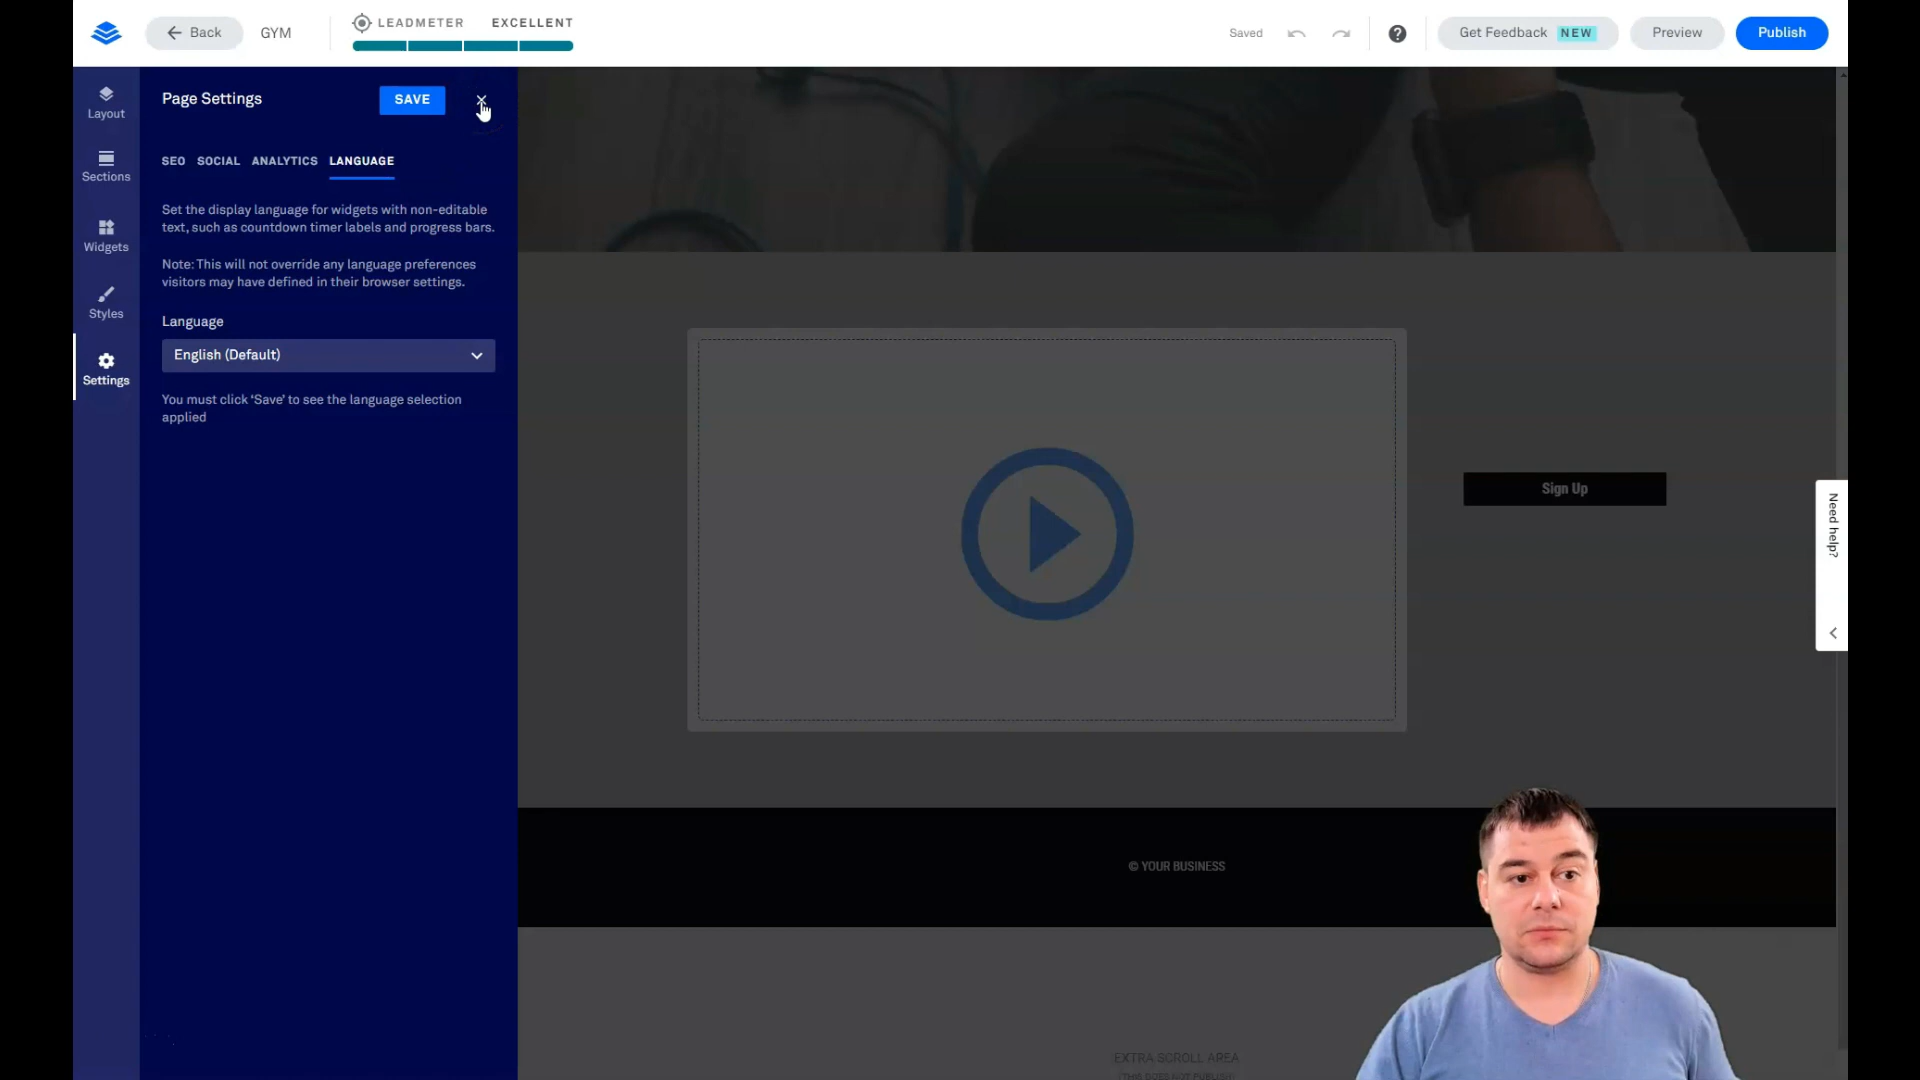 Back
GYM
LEADMETER EXCELLENT
Saved
Get Feedback NEW
Preview
Publish
Layout
Sections
Widgets
Styles
Settings
Page Settings
SAVE
SEO SOCIAL ANALYTICS LANGUAGE
Set the display language for widgets with non-editable
text, such as countdown timer labels and progress bars.
Note: This will not override any language preferences
visitors may have defined in their browser settings.
Language
English (Default)
You must click 'Save' to see the language selection
applied
Sign Up
Need help?
© YOUR BUSINESS
EXTRA SCROLL AREA
(THIS DOES NOT PUBLISH)